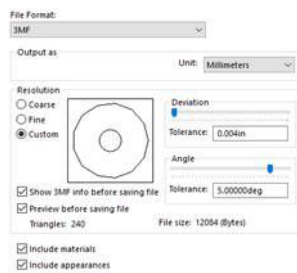 File Format:
3MF
Output as
Unit: Millimeters
Resolution
Coarse
Fine
Custom
Deviation
Tolerance: 0.004in
Angle
Tolerance: 5.00000deg
Show 3MF info before saving file
Preview before saving file
Triangles: 240 File size: 12084 (Bytes)
Include materials
Include appearances